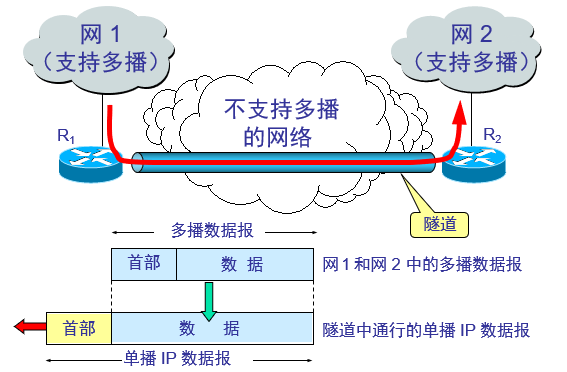 网 1
（支持多播）
网 2
（支持多播）
不支持多播
的网络
R1
R2
隧道
多播数据报
首部
数 据
网1和网 2 中的多播数据报
首部
数 据
隧道中通行的单播 IP 数据报
单播 IP 数据报